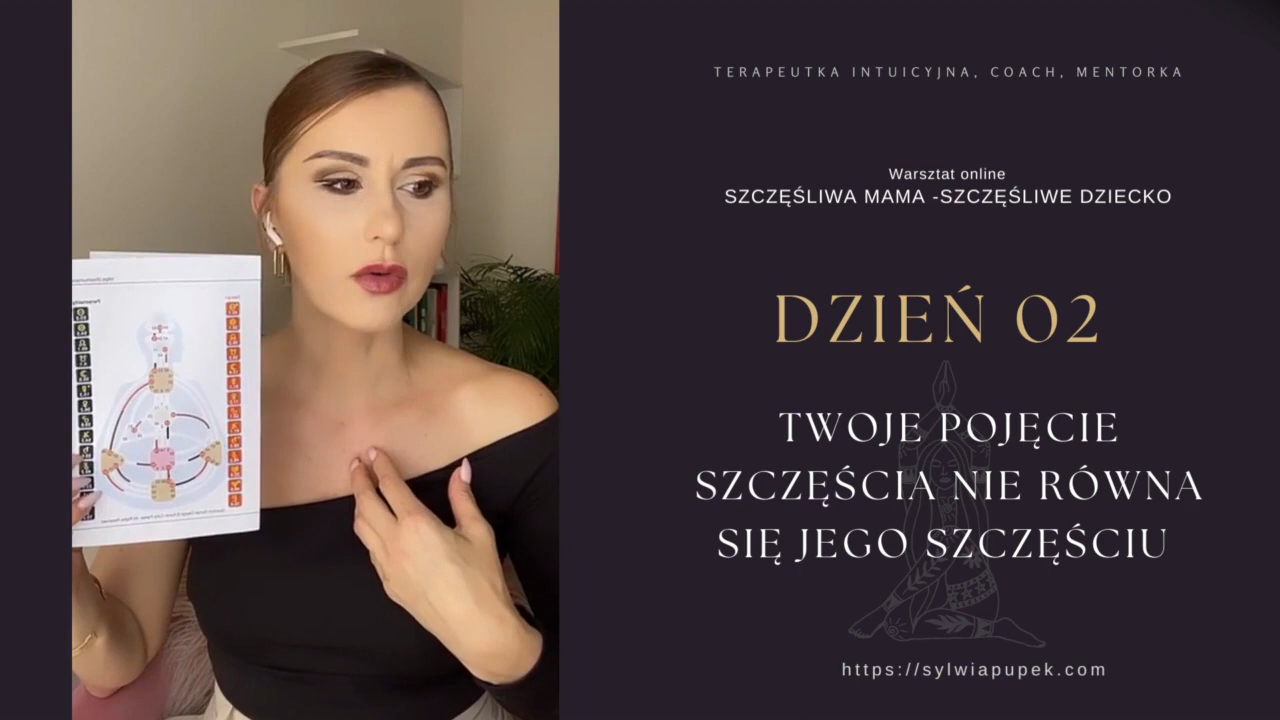 TERAPEUTKA INTUICYJNA, COACH, MENTORKA
Warsztat online
SZCZĘŚLIWA MAMA -SZCZĘŚLIWE DZIECKO
DZIEŃ 02
TWOJE POJĘCIE
SZCZĘŚCIA NIE RÓWNA
SIĘ JEGO SZCZĘŚCIU
https://sylwiapupek.com